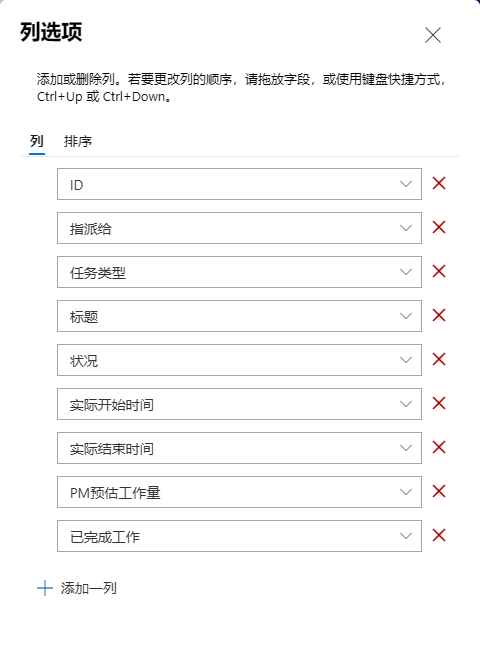 列选项
添加或删除列。若要更改列的顺序，请拖放字段，或使用键盘快捷方式，
Ctrl+Up 或 Ctrl+Down。
列 排序
ID
指派给
任务类型
标题
状况
实际开始时间
实际结束时间
PM预估工作量
已完成工作
添加一列